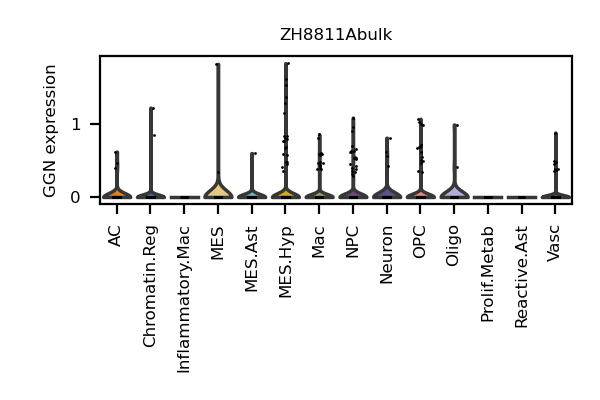 ZH8811Abulk
GGN expression
1
0
AC
Chromatin.Reg
Inflammatory.Mac
MES
MES.Ast
MES.Hyp
Mac
NPC
Neuron
OPC
Oligo
Prolif.Metab
Reactive.Ast
Vasc